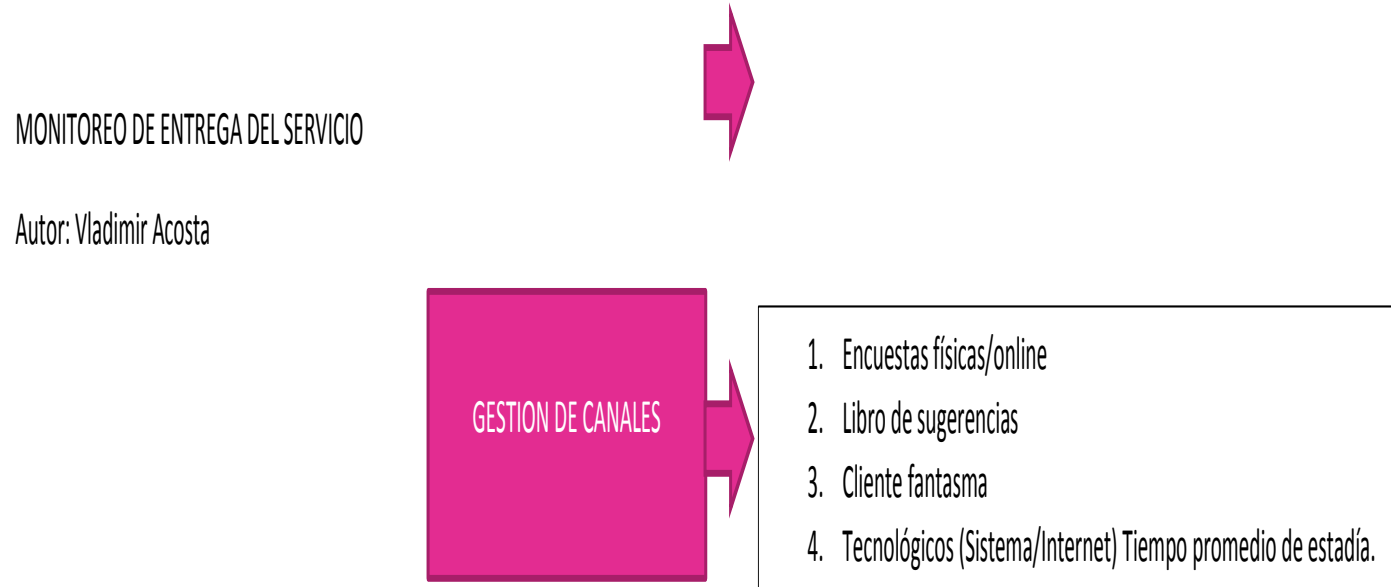 MONITOREO DE ENTREGA DEL SERVICIO
Autor: Vladimir Acosta
GESTION DE CANALES
1. Encuestas físicas/online
2. Libro de sugerencias
3. Cliente fantasma
4. Tecnológicos (Sistema/Internet) Tiempo promedio de estadía.